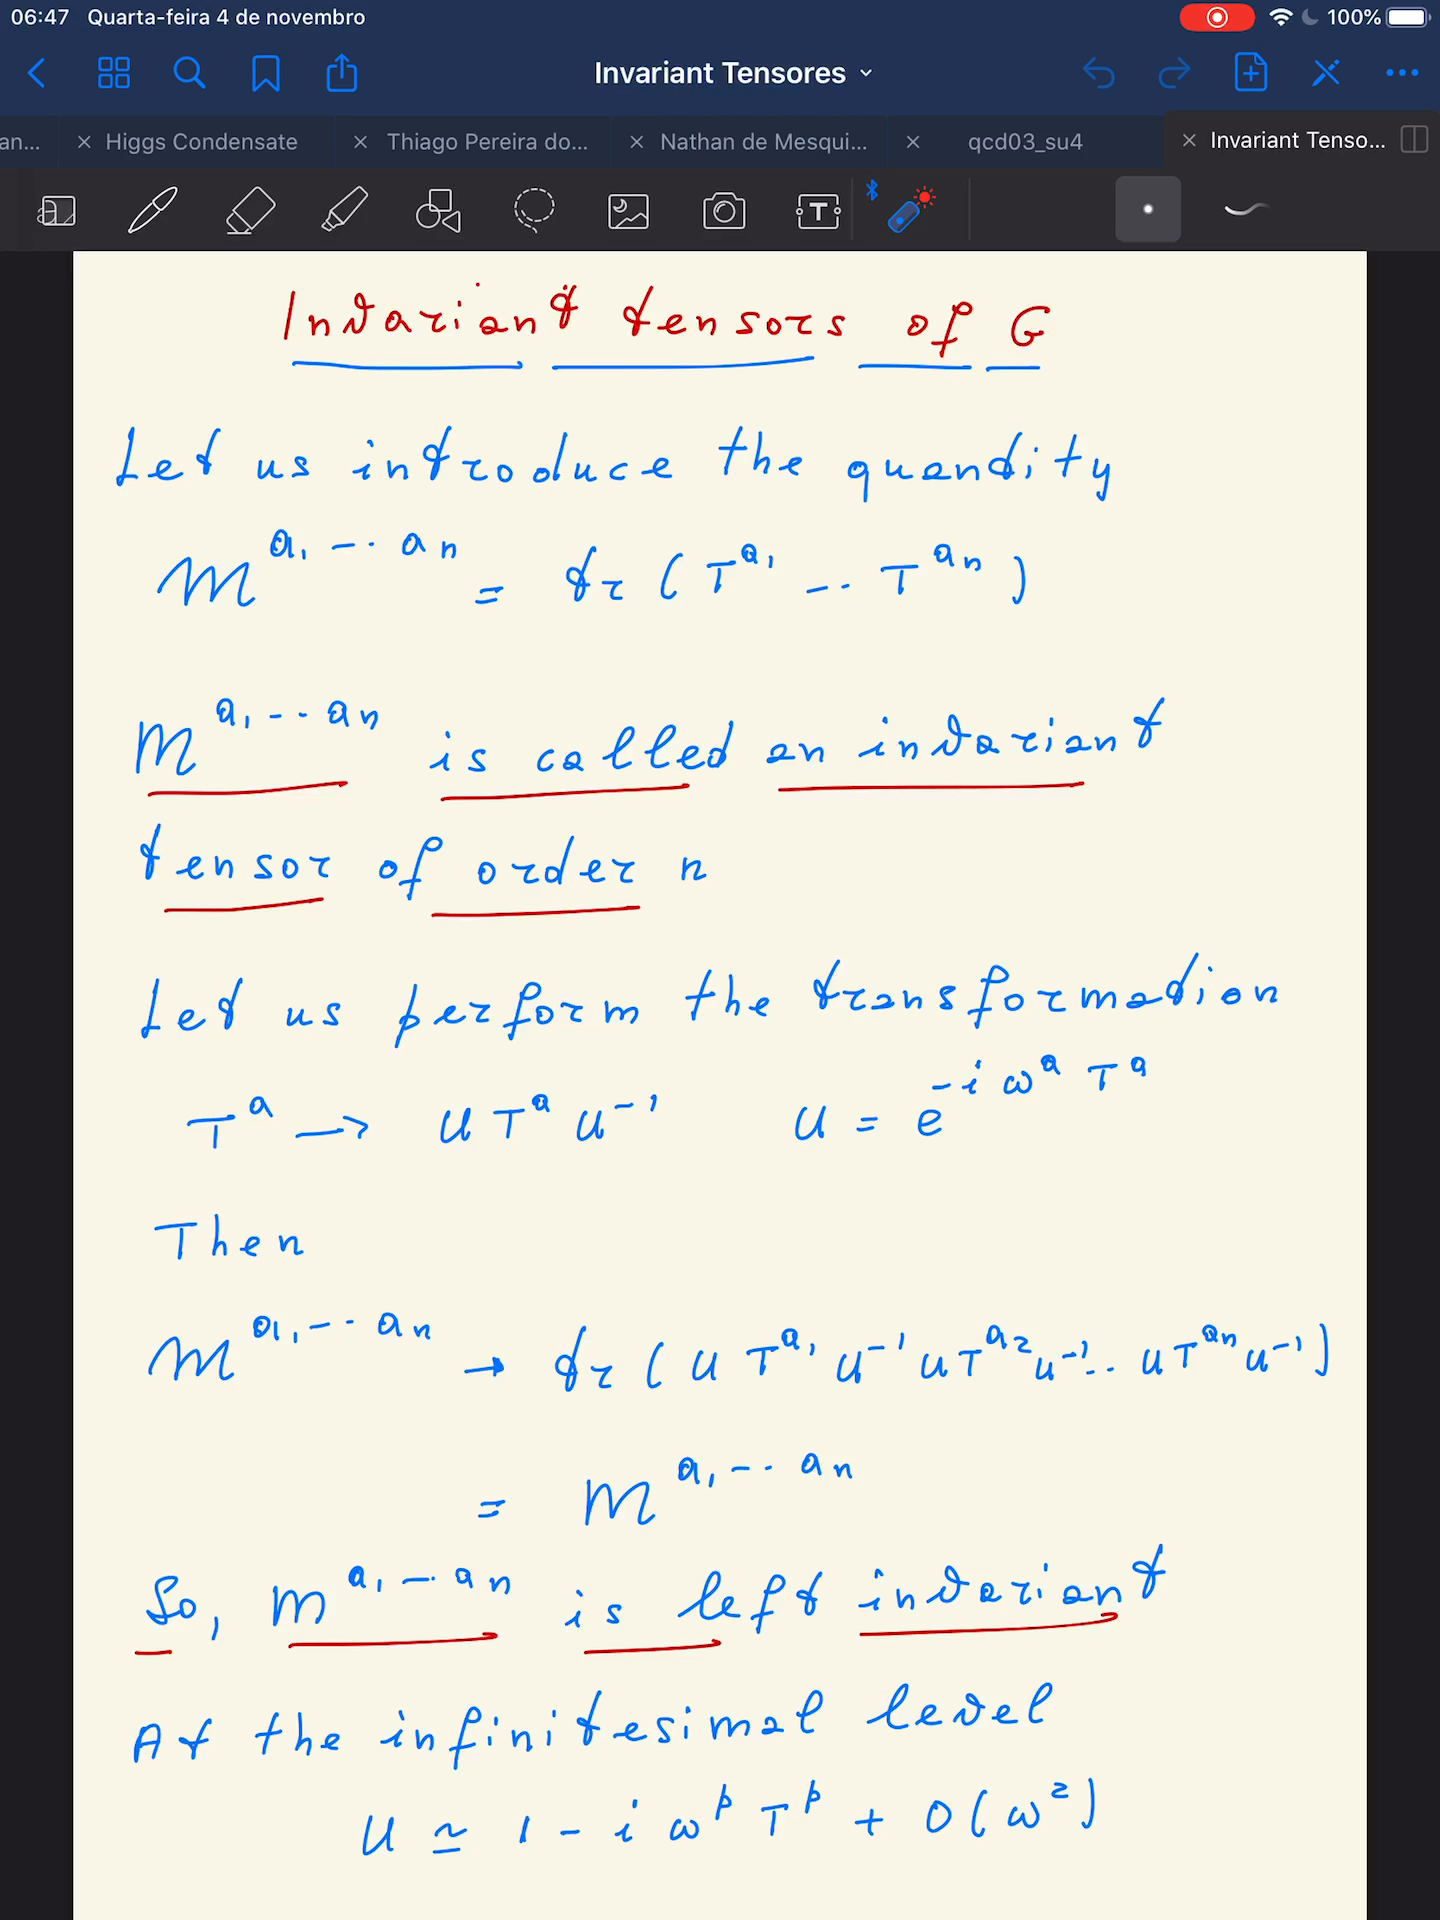 06:47 Quarta-feira 4 de novembro 100%
Invariant Tensores
an... × Higgs Condensate × Thiago Pereira do... × Nathan de Mesqui... × qcd03_su4 × Invariant Tenso...
Invariant tensors of G
Let us introduce the quantity
M^{a_1 -·· a_n} = tr ( T^{a_1} -·· T^{a_n} )
M^{a_1 -·· a_n} is called an invariant
tensor of order n
Let us perform the transformation
T^a → U T^a U^{-1} U = e^{-i ω^a T^a}
Then
M^{a_1 -·· a_n} → tr ( U T^{a_1} U^{-1} U T^{a_2} U^{-1} -·· U T^{a_n} U^{-1} )
= M^{a_1 -·· a_n}
So, M^{a_1 -·· a_n} is left invariant
At the infinitesimal level
U ≃ 1 - i ω^p T^p + O(ω^2)